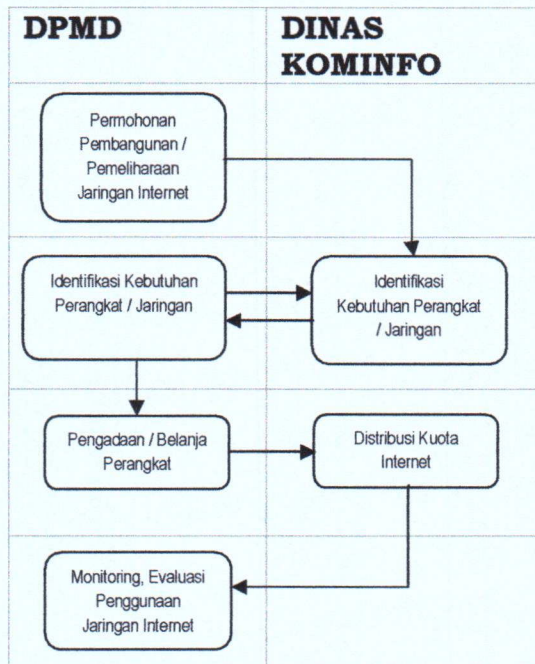 DPMD
DINAS
KOMINFO
Permohonan
Pembangunan /
Pemeliharaan
Jaringan Internet
Identifikasi Kebutuhan
Perangkat / Jaringan
Identifikasi
Kebutuhan Perangkat
/ Jaringan
Pengadaan / Belanja
Perangkat
Distribusi Kuota
Internet
Monitoring, Evaluasi
Penggunaan
Jaringan Internet